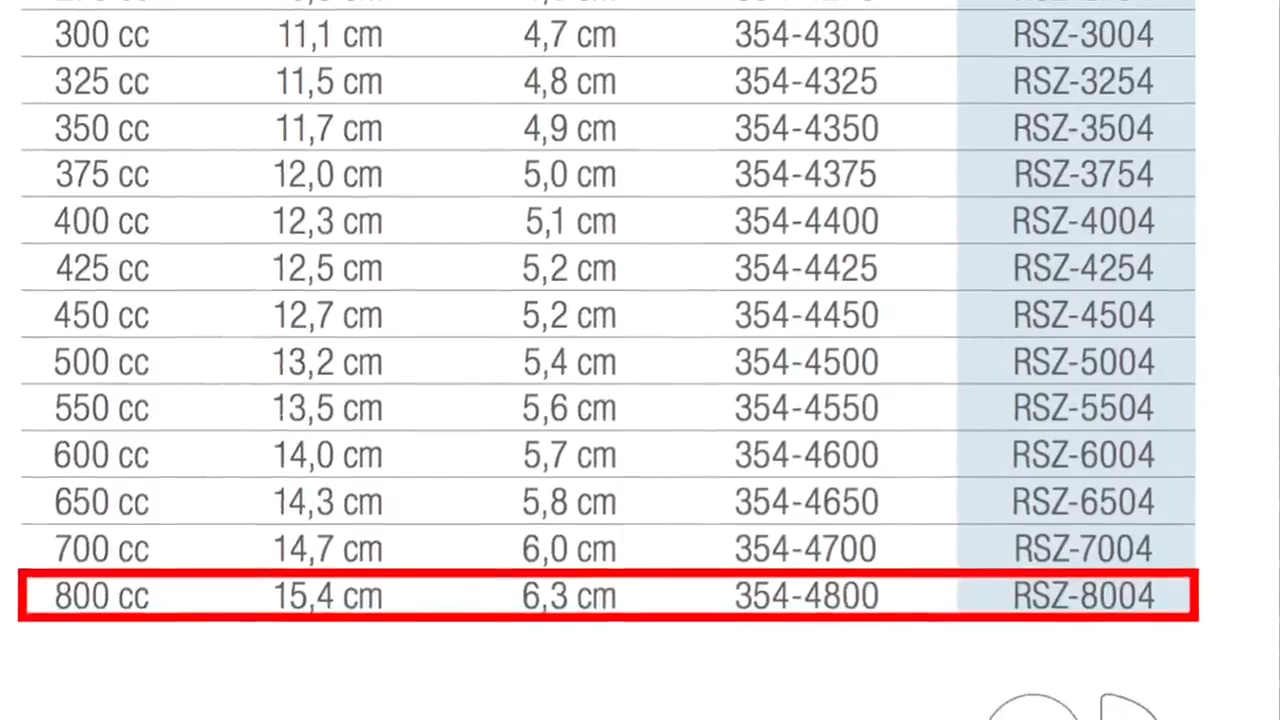 300 cc 11,1 cm 4,7 cm 354-4300 RSZ-3004
325 cc 11,5 cm 4,8 cm 354-4325 RSZ-3254
350 cc 11,7 cm 4,9 cm 354-4350 RSZ-3504
375 cc 12,0 cm 5,0 cm 354-4375 RSZ-3754
400 cc 12,3 cm 5,1 cm 354-4400 RSZ-4004
425 cc 12,5 cm 5,2 cm 354-4425 RSZ-4254
450 cc 12,7 cm 5,2 cm 354-4450 RSZ-4504
500 cc 13,2 cm 5,4 cm 354-4500 RSZ-5004
550 cc 13,5 cm 5,6 cm 354-4550 RSZ-5504
600 cc 14,0 cm 5,7 cm 354-4600 RSZ-6004
650 cc 14,3 cm 5,8 cm 354-4650 RSZ-6504
700 cc 14,7 cm 6,0 cm 354-4700 RSZ-7004
800 cc 15,4 cm 6,3 cm 354-4800 RSZ-8004